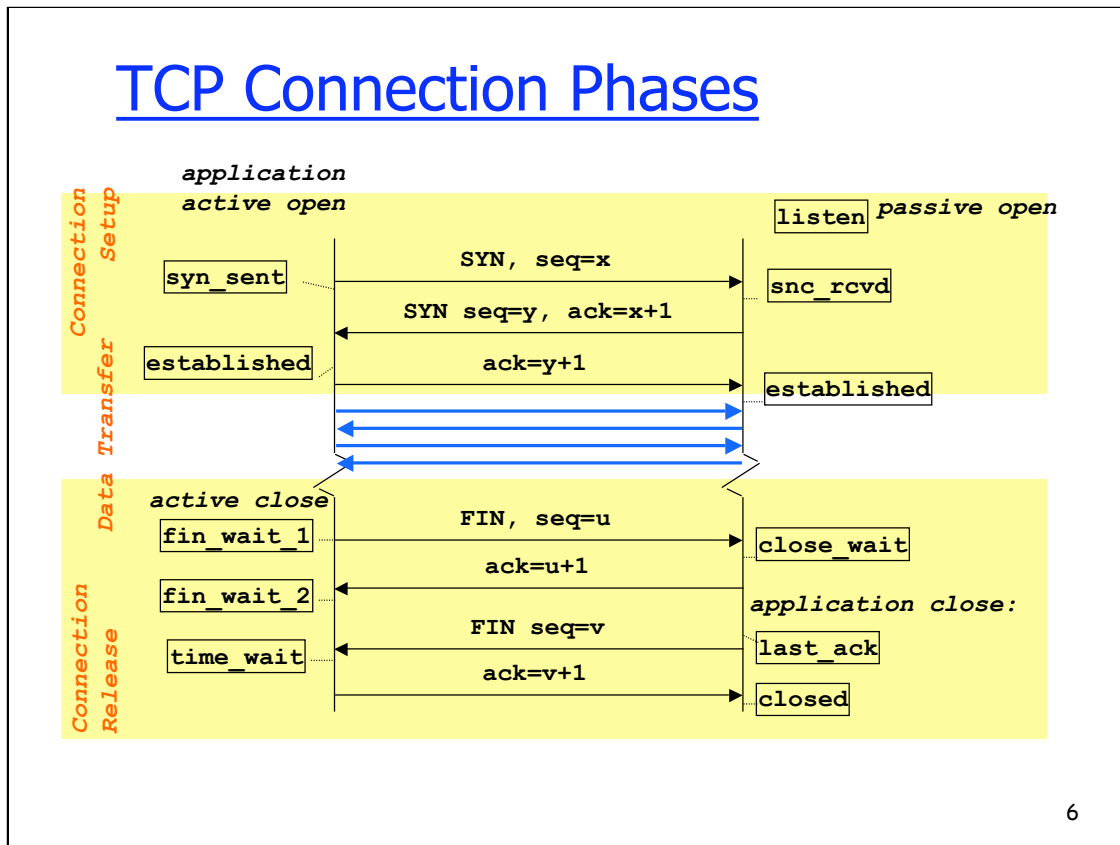 TCP Connection Phases
application
active open
Connection
Setup
listen
passive open
SYN, seq=x
syn_sent
snc_rcvd
SYN seq=y, ack=x+1
established
ack=y+1
established
Data Transfer
active close
fin_wait_1
FIN, seq=u
close_wait
ack=u+1
fin_wait_2
application close:
FIN seq=v
last_ack
time_wait
ack=v+1
closed
Connection
Release
6